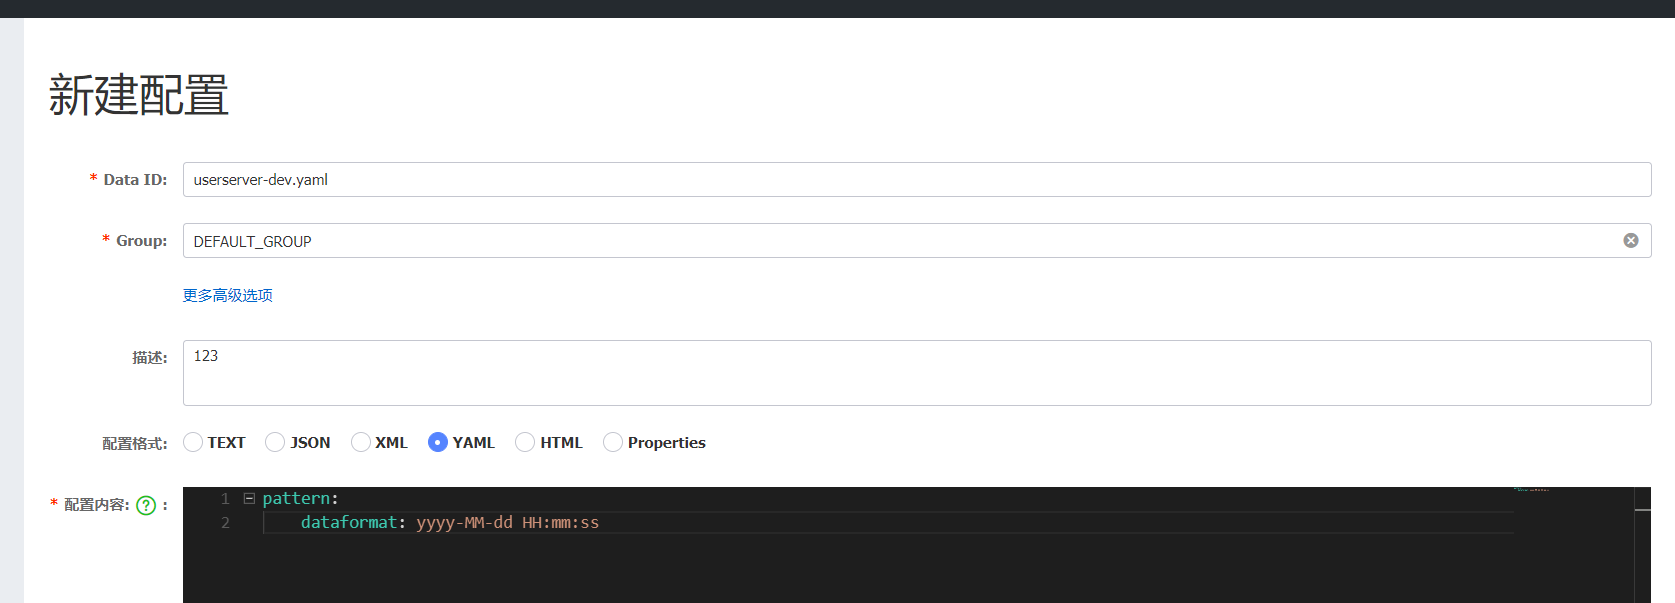 新建配置
* Data ID: userserver-dev.yaml
* Group: DEFAULT_GROUP
更多高级选项
描述: 123
配置格式: TEXT JSON XML YAML HTML Properties
* 配置内容: ? :
1 pattern:
2 dataformat: yyyy-MM-dd HH:mm:ss